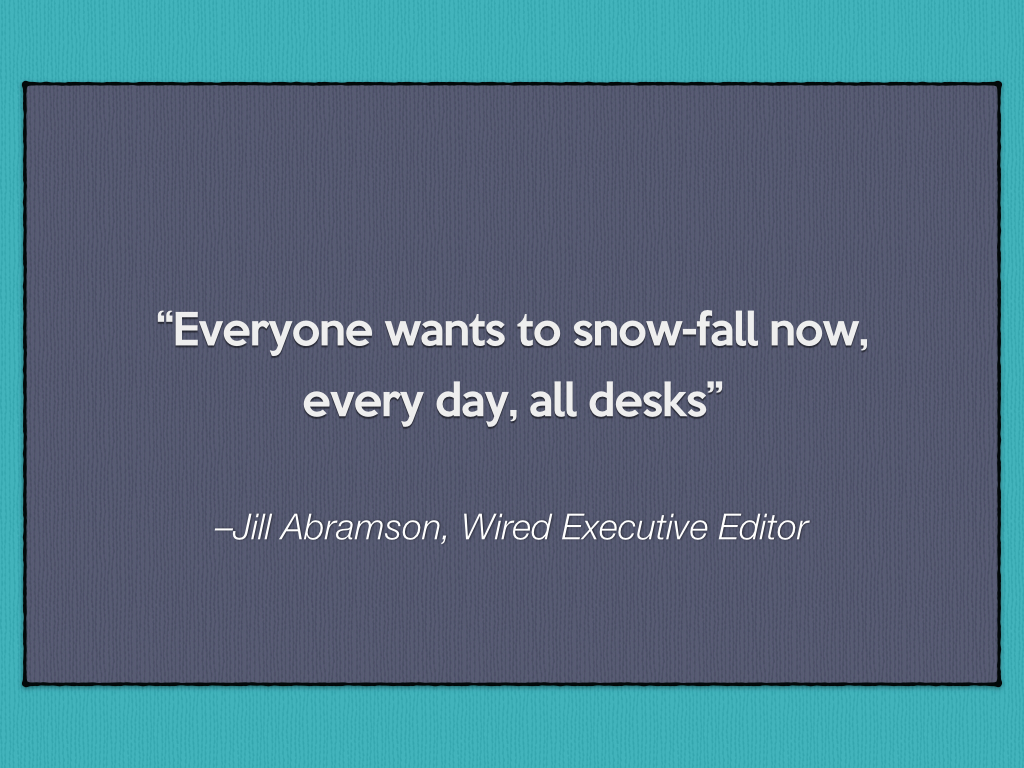 “Everyone wants to snow-fall now,
every day, all desks”
–Jill Abramson, Wired Executive Editor